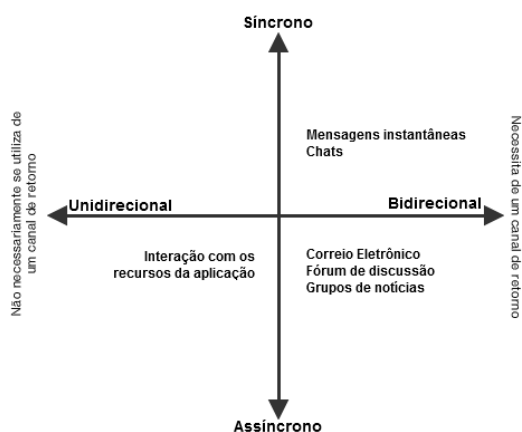 Síncrono
Não necessariamente se utiliza de
um canal de retorno
Mensagens instantâneas
Chats
Necessita de um canal de retorno
Unidirecional
Bidirecional
Interação com os
recursos da aplicação
Correio Eletrônico
Fórum de discussão
Grupos de notícias
Assíncrono